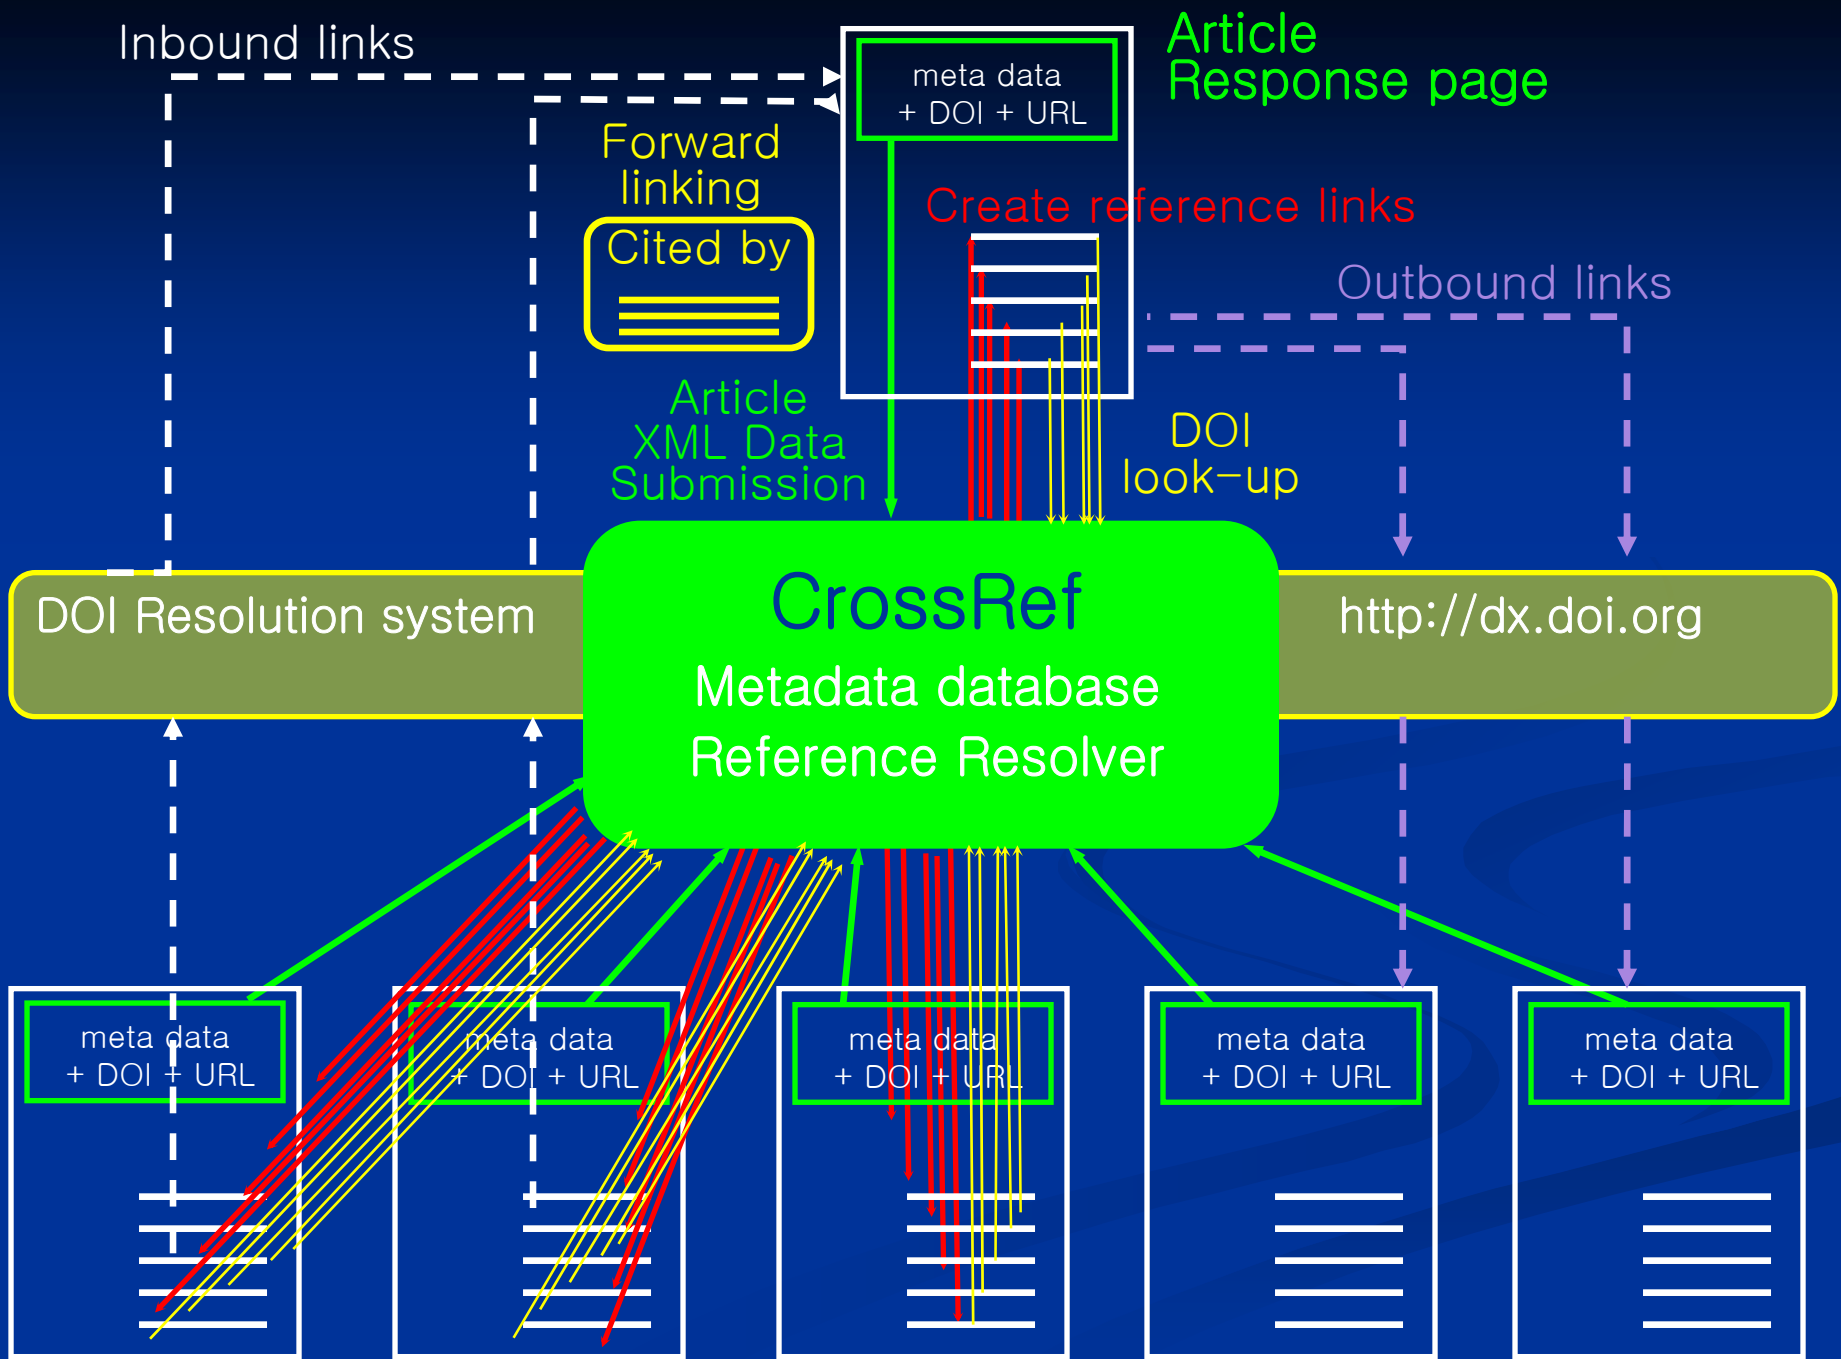 Inbound links
meta data
+ DOI + URL
Article
Response page
Forward
linking
Cited by
Create reference links
Outbound links
Article
XML Data
Submission
DOI
look-up
DOI Resolution system
CrossRef
Metadata database
Reference Resolver
http://dx.doi.org
meta data
+ DOI + URL
meta data
+ DOI + URL
meta data
+ DOI + URL
meta data
+ DOI + URL
meta data
+ DOI + URL